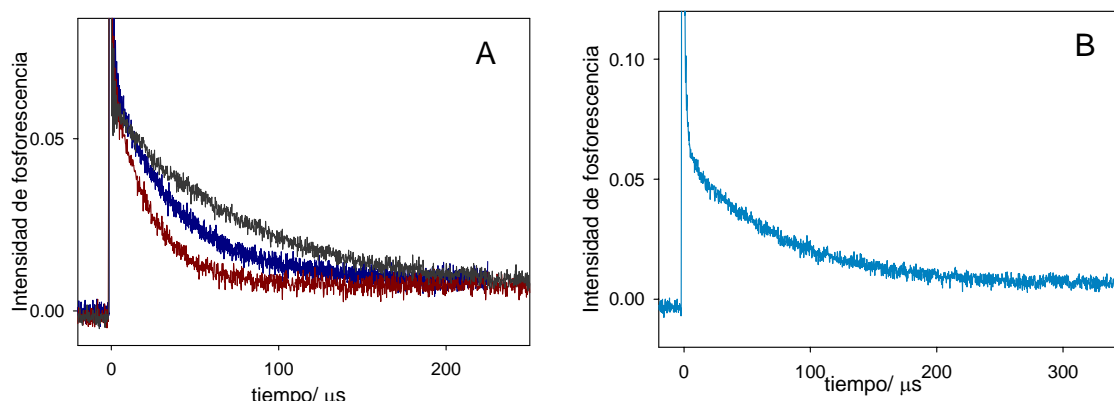 A
Intensidad de fosforescencia
0.05
0.00
0
100
200
tiempo/ μs
B
Intensidad de fosforescencia
0.10
0.05
0.00
0
100
200
300
tiempo/ μs